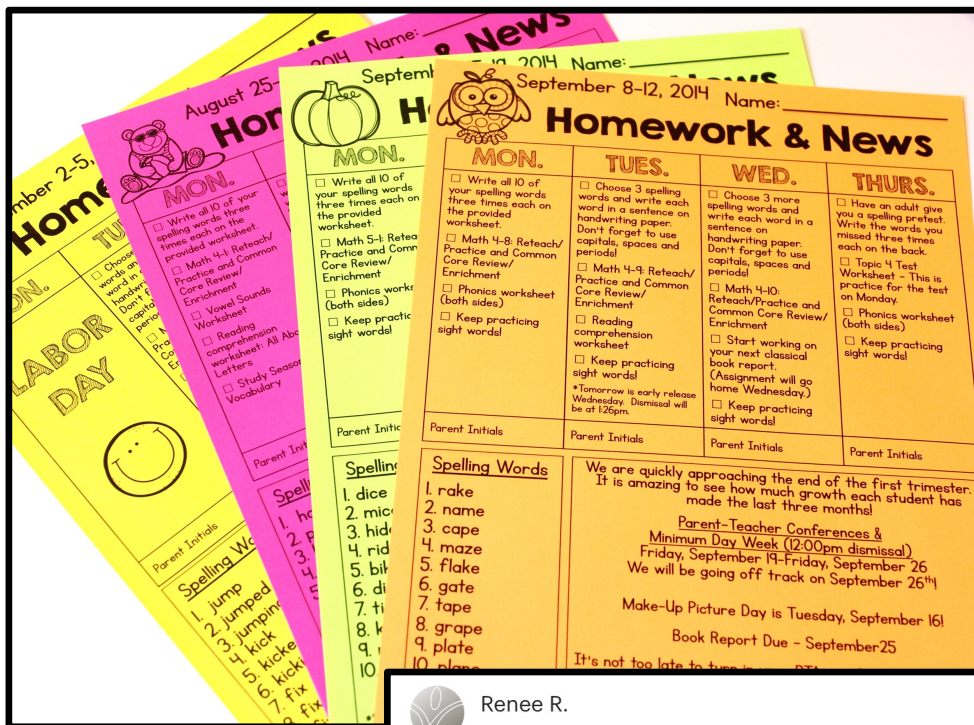 September 8-12, 2014 Name:
Homework & News
MON.
☐ Write all 10 of
your spelling words
three times each on
the provided
worksheet.
☐ Math 4-8: Reteach/
Practice and Common
Core Review/
Enrichment
☐ Phonics worksheet
(both sides)
☐ Keep practicing
sight words!
Parent Initials
TUES.
☐ Choose 3 spelling
words and write each
word in a sentence on
handwriting paper.
Don't forget to use
capitals, spaces and
periods!
☐ Math 4-9: Reteach/
Practice and Common
Core Review/
Enrichment
☐ Reading
comprehension
worksheet
☐ Keep practicing
sight words!
*Tomorrow is early release
Wednesday. Dismissal will
be at 1:26pm.
Parent Initials
WED.
☐ Choose 3 more
spelling words and
write each word in a
sentence on
handwriting paper.
Don't forget to use
capitals, spaces and
periods!
☐ Math 4-10:
Reteach/Practice and
Common Core Review/
Enrichment
☐ Start working on
your next classical
book report.
(Assignment will go
home Wednesday.)
☐ Keep practicing
sight words!
Parent Initials
THURS.
☐ Have an adult give
you a spelling pretest.
Write the words you
missed three times
each on the back.
☐ Topic 4 Test
Worksheet - This is
practice for the test
on Monday.
☐ Phonics worksheet
(both sides)
☐ Keep practicing
sight words!
Parent Initials
Spelling Words
1. rake
2. name
3. cape
4. maze
5. flake
6. gate
7. tape
8. grape
9. plate
10. plane
We are quickly approaching the end of the first trimester.
It is amazing to see how much growth each student has
made the last three months!
Parent-Teacher Conferences &
Minimum Day Week (12:00pm dismissal)
Friday, September 19-Friday, September 26
We will be going off track on September 26th!
Make-Up Picture Day is Tuesday, September 16!
Book Report Due - September25
It's not too late to turn in your PTA
2014 Name:
MON.
☐ Write all 10 of
your spelling words
three times each on
the provided
worksheet.
☐ Math 5-1:
Practice and
Core Review/
Enrichment
☐ Phonics
(both sides)
☐ Keep
sight words!
Parent
1. dice
August 25- 2014 Name:
& News
MON.
☐ Write all 10 of your
spelling words three
times each on the
provided worksheet.
☐ Math 4-1: Reteach/
Practice and Common
Core Review/
Enrichment
☐ Vowel Sounds
Worksheet
☐ Reading
comprehension
worksheet: All
Letters
☐ Study
Vocabulary
Parent
2-5,
LABOR
DAY
Parent Initials
Spelling
1. jump
2. jumped
3. jumping
4. kick
7. fix
Renee R.